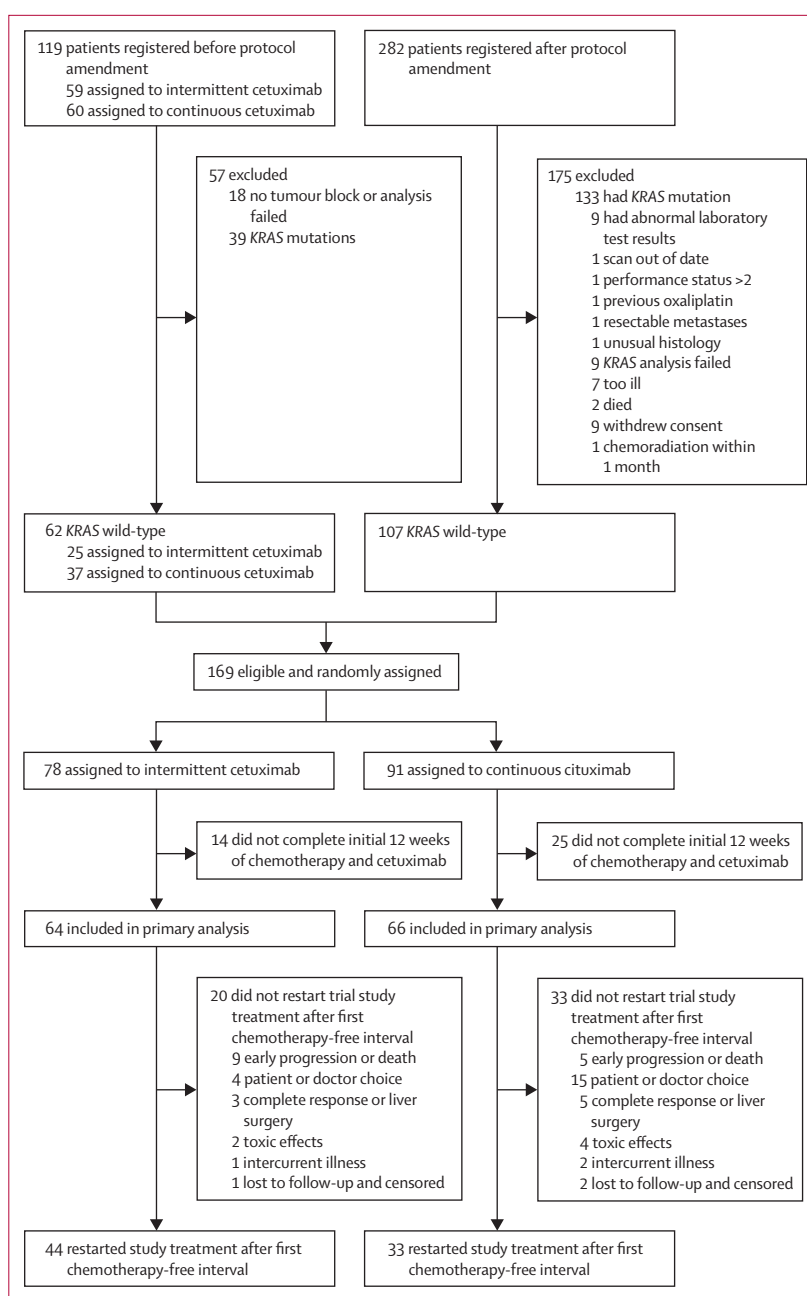 119 patients registered before protocol
amendment
59 assigned to intermittent cetuximab
60 assigned to continuous cetuximab
282 patients registered after protocol
amendment
57 excluded
18 no tumour block or analysis
failed
39 KRAS mutations
175 excluded
133 had KRAS mutation
9 had abnormal laboratory
test results
1 scan out of date
1 performance status >2
1 previous oxaliplatin
1 resectable metastases
1 unusual histology
9 KRAS analysis failed
7 too ill
2 died
9 withdrew consent
1 chemoradiation within
1 month
62 KRAS wild-type
25 assigned to intermittent cetuximab
37 assigned to continuous cetuximab
107 KRAS wild-type
169 eligible and randomly assigned
78 assigned to intermittent cetuximab
91 assigned to continuous cituximab
14 did not complete initial 12 weeks
of chemotherapy and cetuximab
25 did not complete initial 12 weeks
of chemotherapy and cetuximab
64 included in primary analysis
66 included in primary analysis
20 did not restart trial study
treatment after first
chemotherapy-free interval
9 early progression or death
4 patient or doctor choice
3 complete response or liver
surgery
2 toxic effects
1 intercurrent illness
1 lost to follow-up and censored
33 did not restart trial study
treatment after first
chemotherapy-free interval
5 early progression or death
15 patient or doctor choice
5 complete response or liver
surgery
4 toxic effects
2 intercurrent illness
2 lost to follow-up and censored
44 restarted study treatment after first
chemotherapy-free interval
33 restarted study treatment after first
chemotherapy-free interval